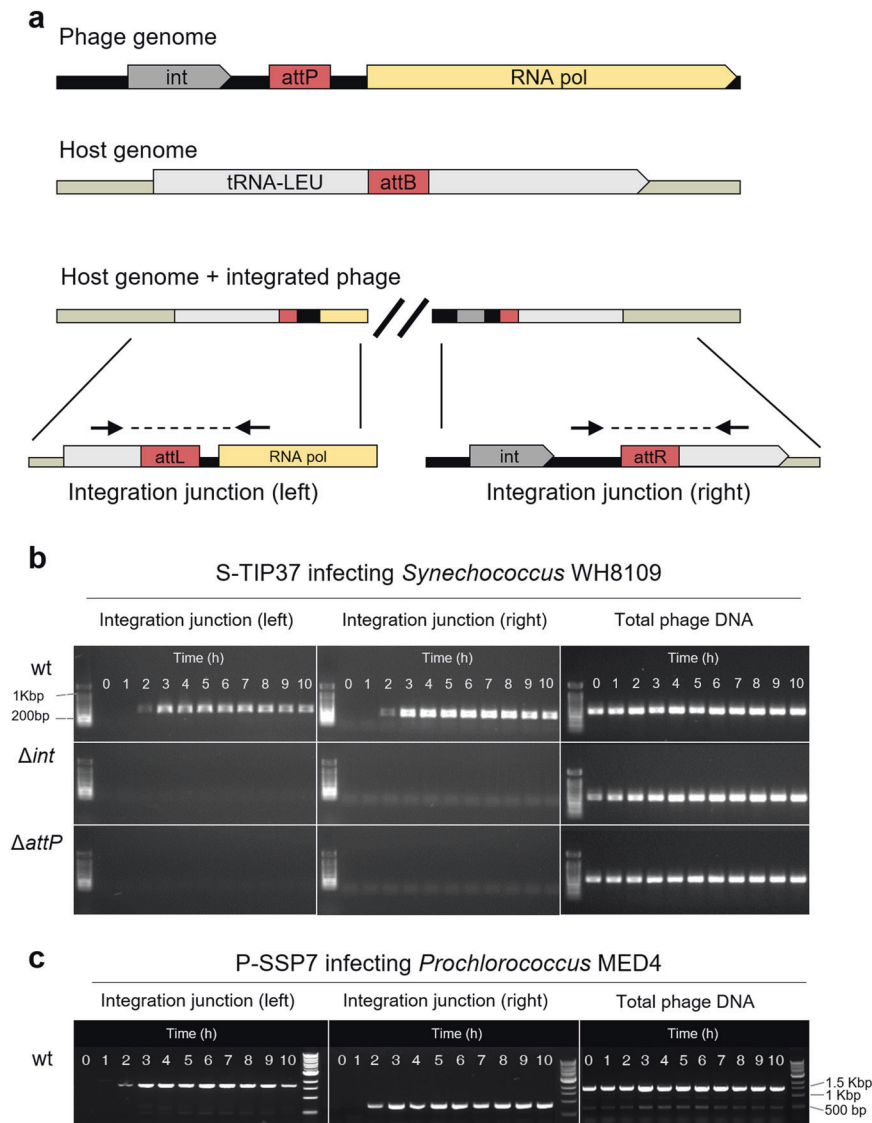 a
Phage genome
int attP RNA pol
Host genome
tRNA-LEU attB
Host genome + integrated phage
attL RNA pol int attR
Integration junction (left) Integration junction (right)
b
S-TIP37 infecting Synechococcus WH8109
Integration junction (left) Integration junction (right) Total phage DNA
wt Time (h) Time (h) Time (h)
0 1 2 3 4 5 6 7 8 9 10 0 1 2 3 4 5 6 7 8 9 10 0 1 2 3 4 5 6 7 8 9 10
1Kbp
200bp
Δint
ΔattP
c
P-SSP7 infecting Prochlorococcus MED4
Integration junction (left) Integration junction (right) Total phage DNA
Time (h) Time (h) Time (h)
wt 0 1 2 3 4 5 6 7 8 9 10 0 1 2 3 4 5 6 7 8 9 10 0 1 2 3 4 5 6 7 8 9 10
1.5 Kbp
1 Kbp
500 bp